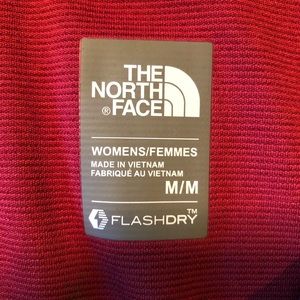 THE
NORTH
FACE
®
WOMENS/FEMMES
MADE IN VIETNAM
FABRIQUÉ AU VIETNAM
M/M
FLASHDRY™